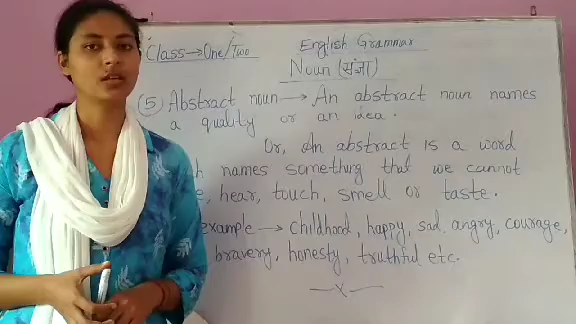 Class → One/Two
English Grammar
Noun (संज्ञा)
(5) Abstract noun → An abstract noun names
a quality or an idea.
Or, An abstract is a word
names something that we cannot
hear, touch, smell or taste.
example → childhood, happy, sad, angry, courage,
bravery, honesty, truthful etc.